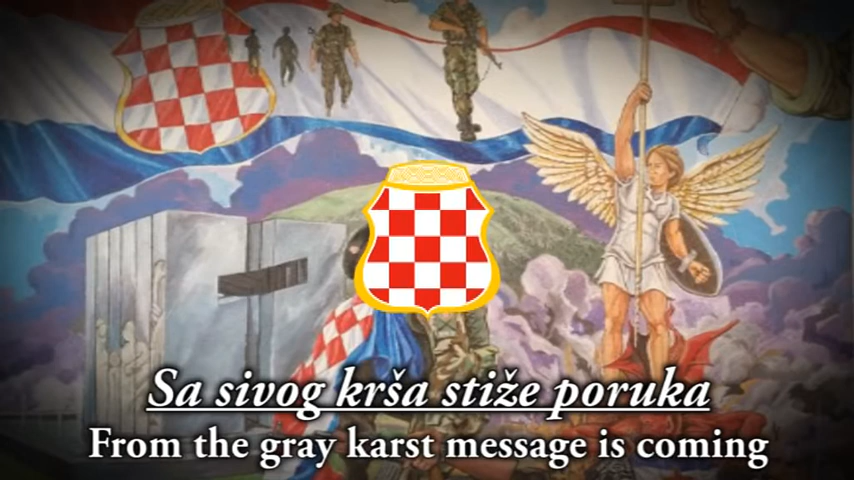 Sa sivog krša stiže poruka
From the gray karst message is coming